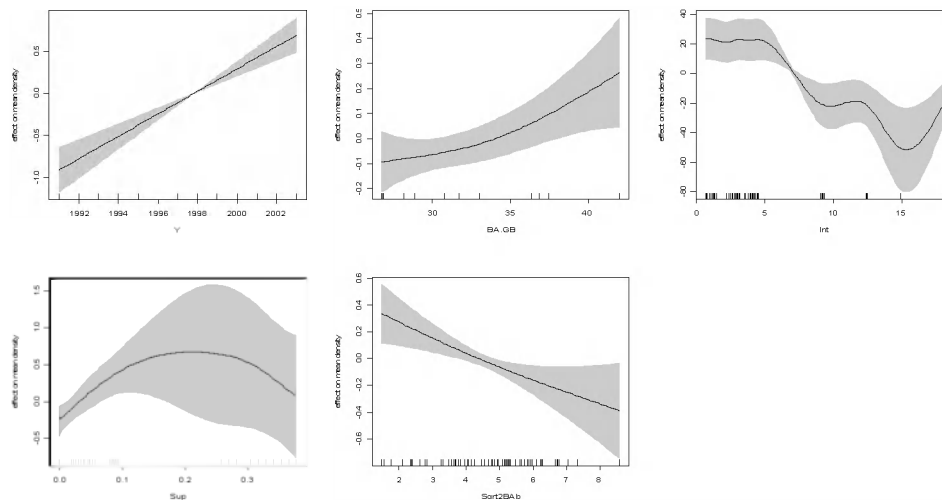 effect on mean density
0.5
0.0
-0.5
-1.0
1992 1994 1996 1998 2000 2002
Y
effect on mean density
0.5
0.4
0.3
0.2
0.1
0.0
-0.1
-0.2
30 35 40
BA.GB
effect on mean density
40
20
0
-20
-40
-60
-80
0 5 10 15
Int
effect on mean density
1.5
1.0
0.5
0.0
-0.5
0.0 0.1 0.2 0.3
Sup
effect on mean density
0.6
0.4
0.2
0.0
-0.2
-0.4
-0.6
2 3 4 5 6 7 8
Sqrt2BAb